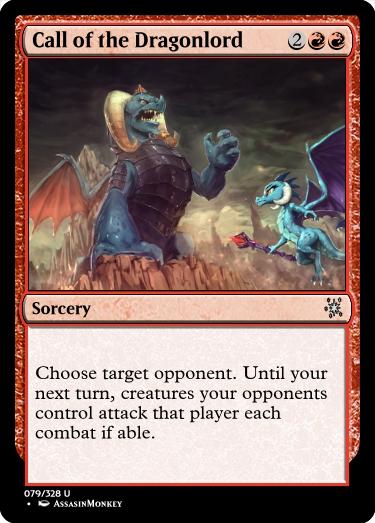 Call of the Dragonlord 2
Sorcery
Choose target opponent. Until your
next turn, creatures your opponents
control attack that player each
combat if able.
079/328 U
• AssasinMonkey